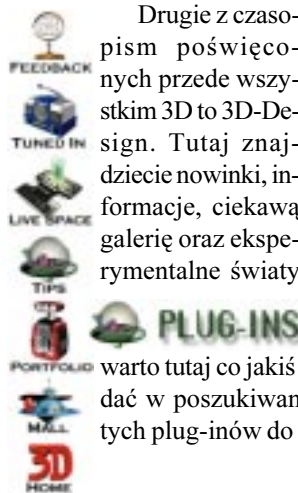 FEEDBACK
TUNED IN
LIVE SPACE
TIPS
PORTFOLIO
MALL
3D
HOME
Drugie z czaso-
pism poświęco-
nych przede wszy-
stkim 3D to 3D-De-
sign. Tutaj znaj-
dziecie nowinki, in-
formacje, ciekawą
galerię oraz ekspe-
rymentalne światy
PLUG-INS
warto tutaj co jakiś
dać w poszukiwan
tych plug-inów do